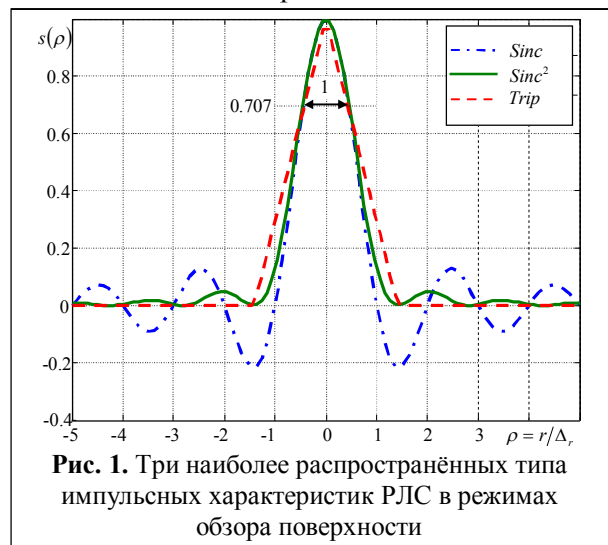 s(ρ)
0.8
0.6
0.4
0.2
0
-0.2
-0.4
0.707
1
Sinc
Sinc²
Trip
-5 -4 -3 -2 -1 0 1 2 3 4 ρ = r/Δᵣ
Рис. 1. Три наиболее распространённых типа
импульсных характеристик РЛС в режимах
обзора поверхности